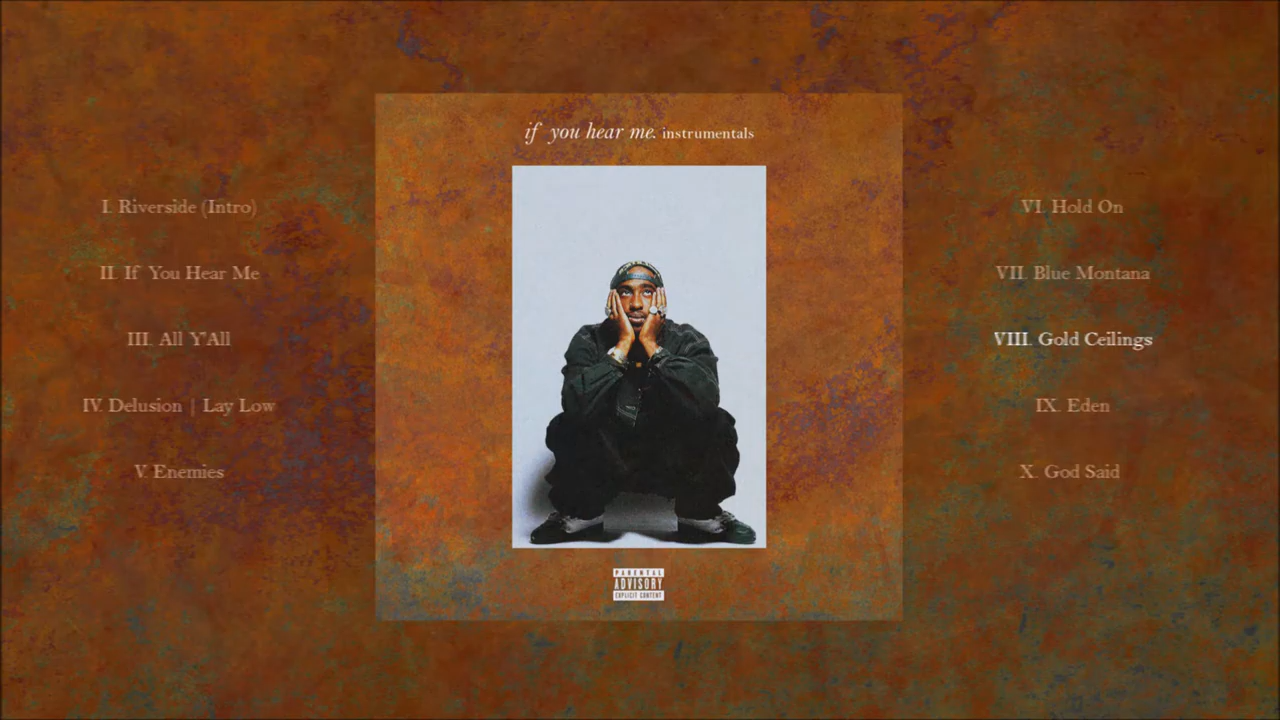 if you hear me. instrumentals
I. Riverside (Intro)
II. If You Hear Me
III. All Y'All
IV. Delusion | Lay Low
V. Enemies
VI. Hold On
VII. Blue Montana
VIII. Gold Ceilings
IX. Eden
X. God Said
PARENTAL
ADVISORY
EXPLICIT CONTENT